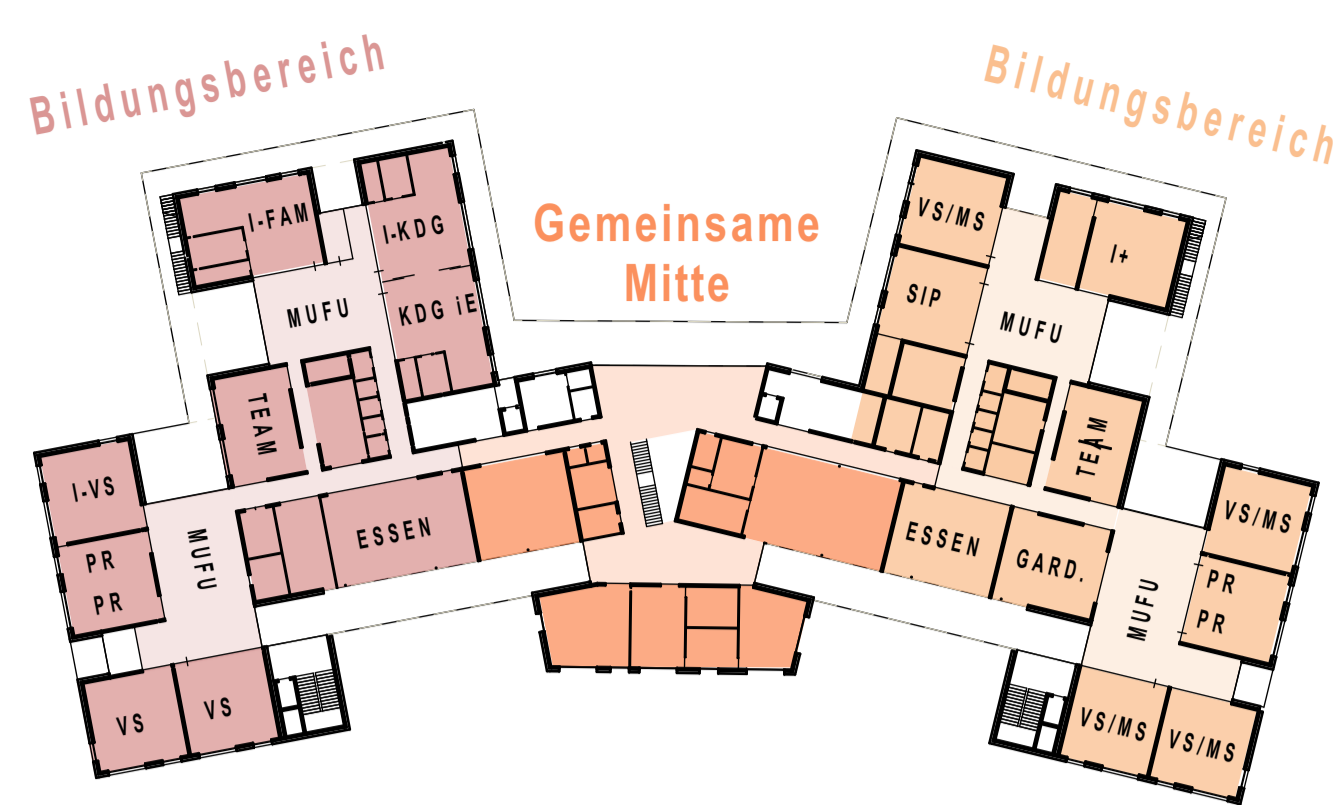 Bildungsbereich
Bildungsbereich
Gemeinsame
Mitte
I-FAM
I-KDG
KDG iE
MUFU
TEAM
I-VS
PR
PR
MUFU
ESSEN
VS
VS
VS/MS
I+
SIP
MUFU
TEAM
ESSEN
GARD.
MUFU
VS/MS
PR
PR
VS/MS
VS/MS